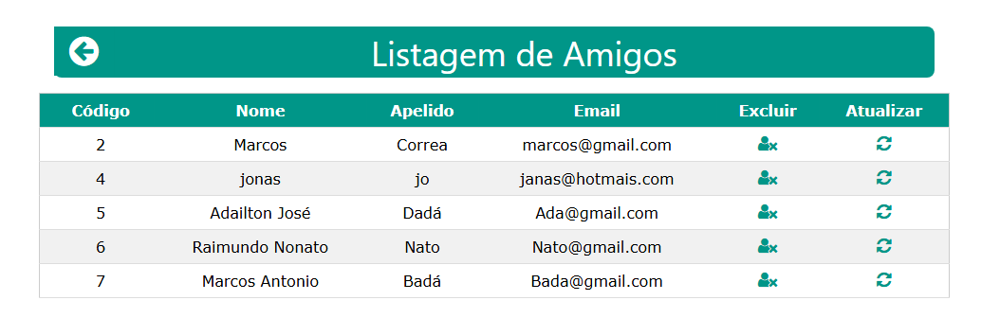 Listagem de Amigos
Código Nome Apelido Email Excluir Atualizar
2 Marcos Correa marcos@gmail.com
4 jonas jo janas@hotmais.com
5 Adailton José Dadá Ada@gmail.com
6 Raimundo Nonato Nato Nato@gmail.com
7 Marcos Antonio Badá Bada@gmail.com